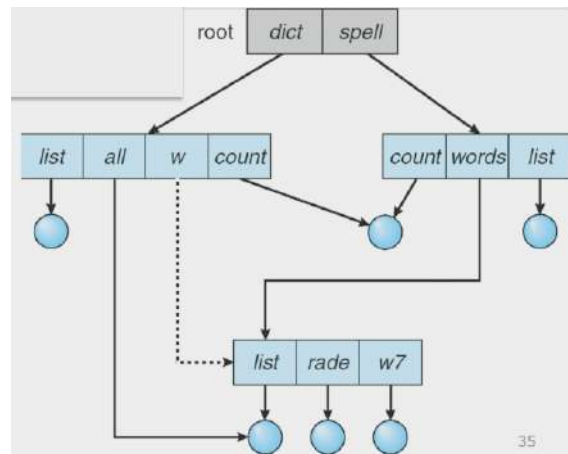 root dict spell
list all w count count words list
list rade w7
35